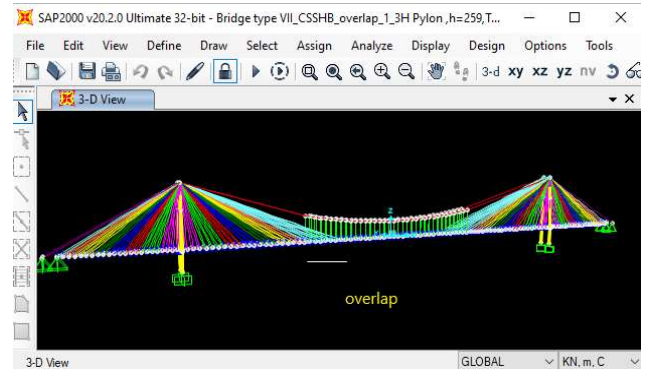 SAP2000 v20.2.0 Ultimate 32-bit - Bridge type VII_CSSHB_overlap_1_3H Pylon ,h=259,T...
File Edit View Define Draw Select Assign Analyze Display Design Options Tools
3-d xy xz yz nv
3-D View
z
overlap
3-D View GLOBAL KN, m, C